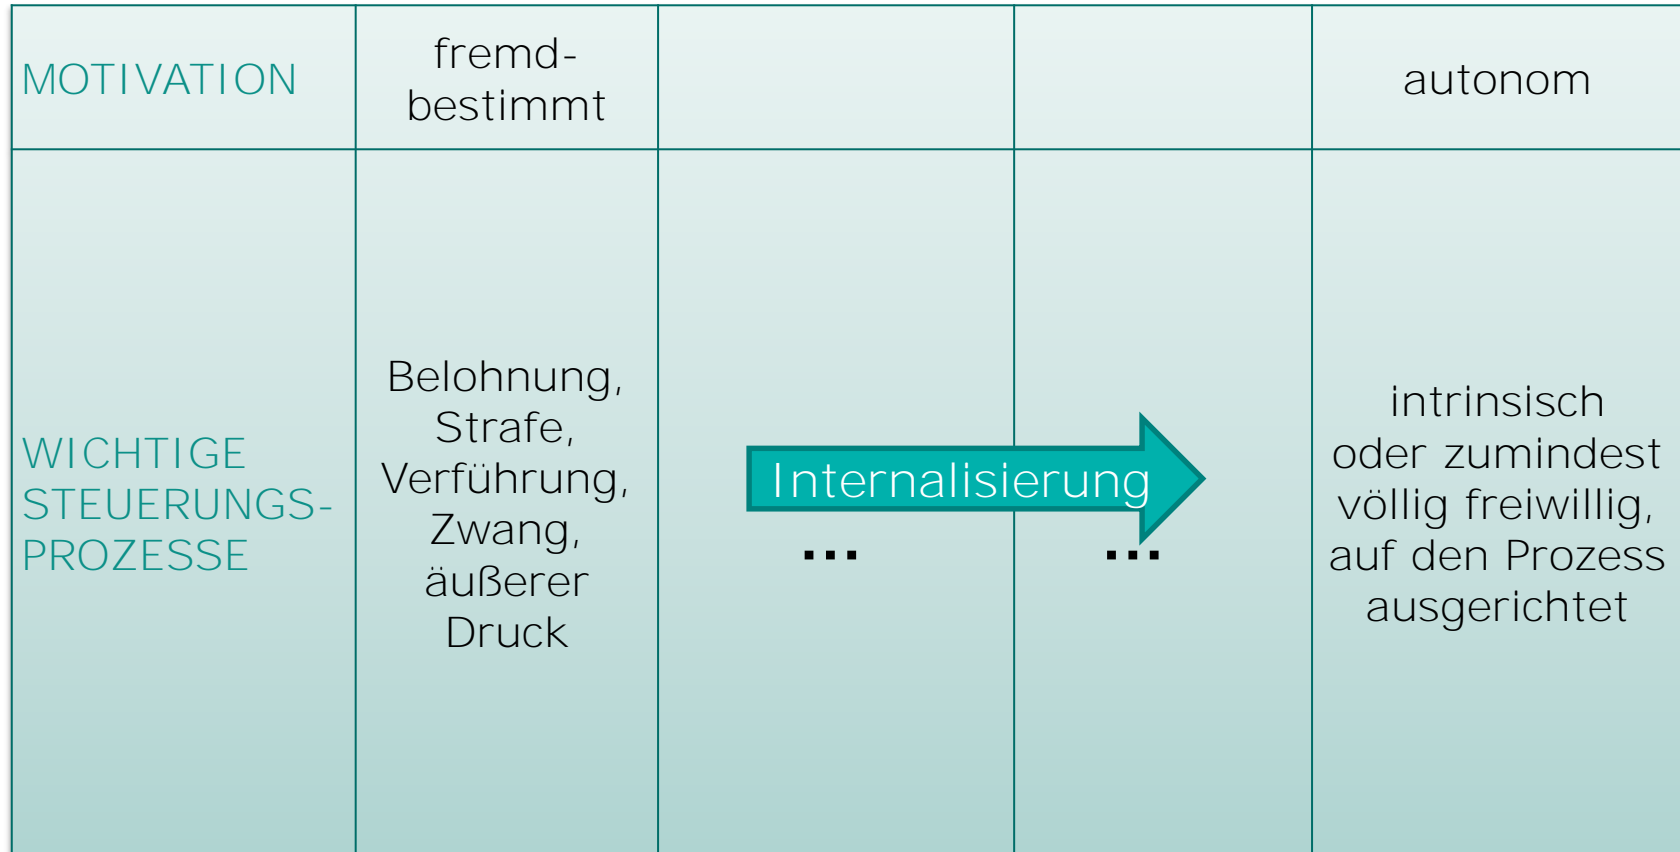 MOTIVATION
fremd-
bestimmt
autonom
WICHTIGE
STEUERUNGS-
PROZESSE
Belohnung,
Strafe,
Verführung,
Zwang,
äußerer
Druck
Internalisierung
...
...
intrinsisch
oder zumindest
völlig freiwillig,
auf den Prozess
ausgerichtet